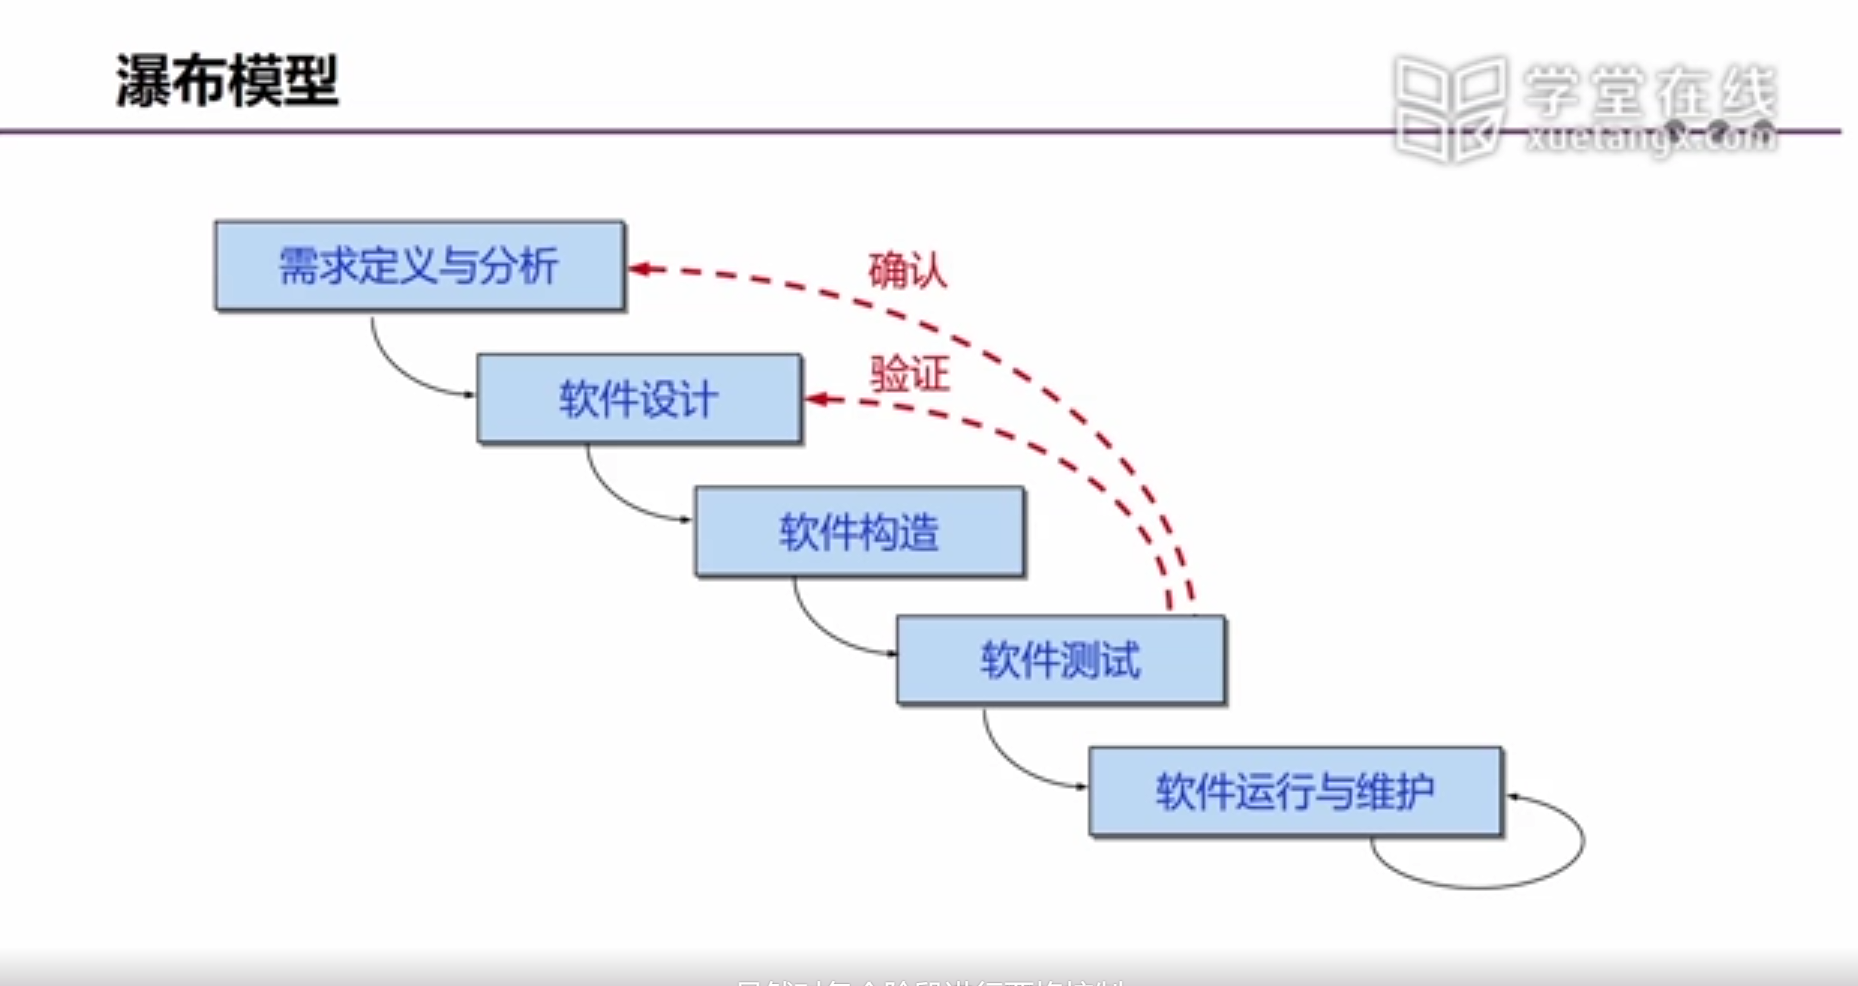 瀑布模型
学堂在线
xuetangx.com
需求定义与分析
确认
验证
软件设计
软件构造
软件测试
软件运行与维护